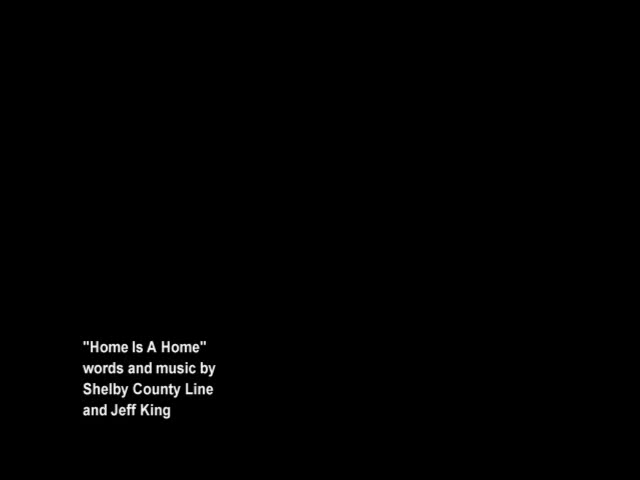 "Home Is A Home"
words and music by
Shelby County Line
and Jeff King